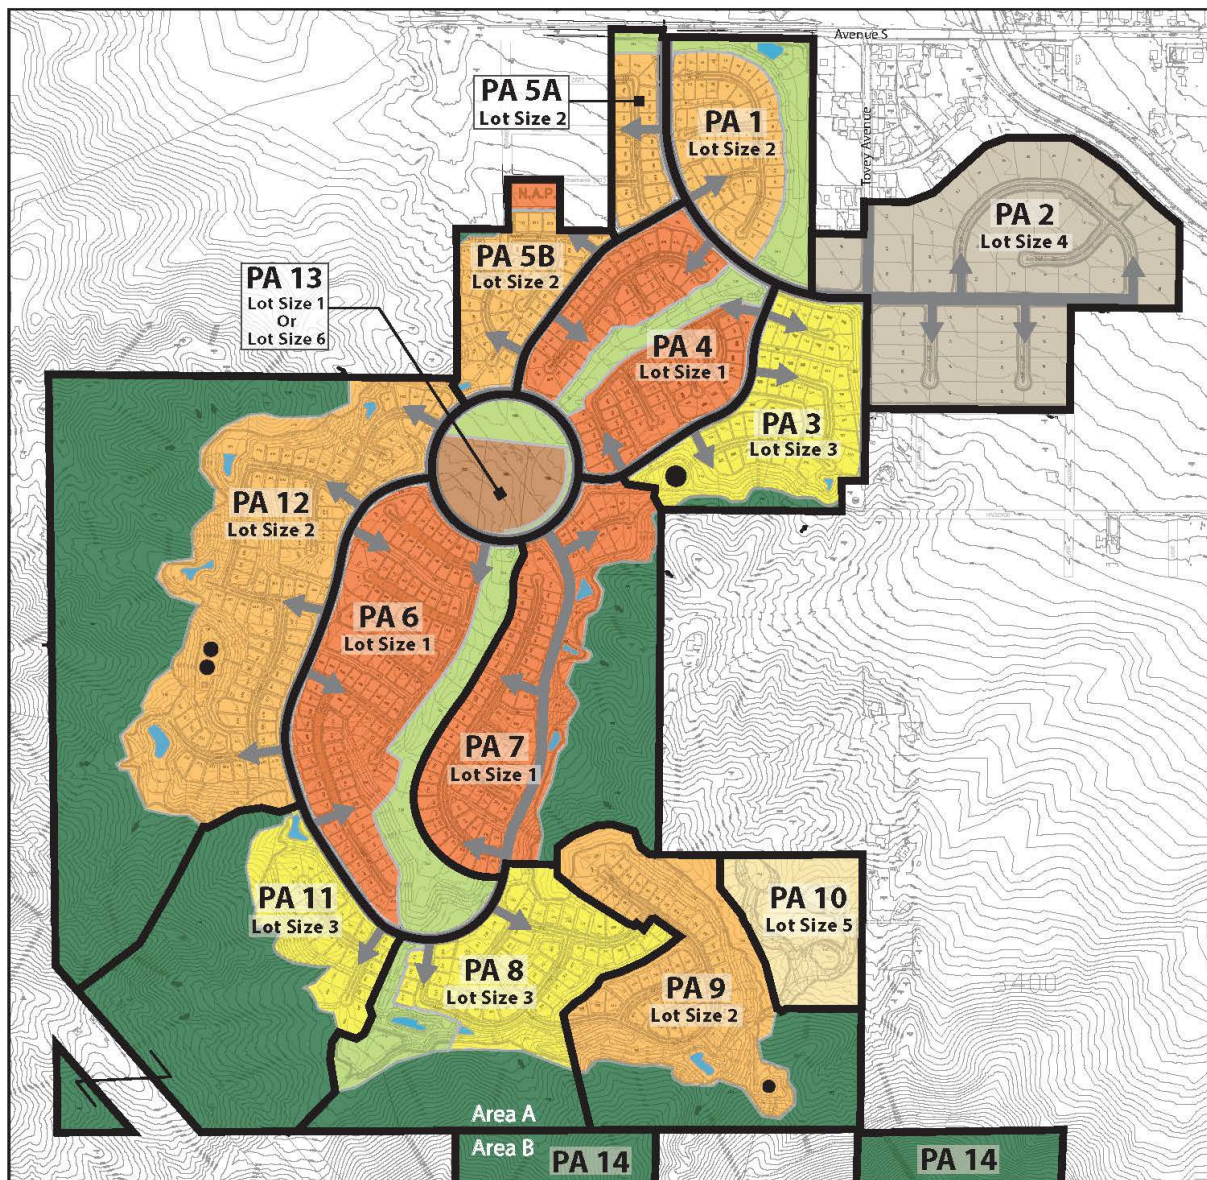 Avenue S
PA 5A
Lot Size 2
PA 1
Lot Size 2
Tovey Avenue
N.A.P
PA 2
Lot Size 4
PA 5B
Lot Size 2
PA 13
Lot Size 1
Or
Lot Size 6
PA 4
Lot Size 1
PA 3
Lot Size 3
PA 12
Lot Size 2
PA 6
Lot Size 1
PA 7
Lot Size 1
PA 11
Lot Size 3
PA 10
Lot Size 5
PA 8
Lot Size 3
PA 9
Lot Size 2
3400
Area A
Area B
PA 14
PA 14